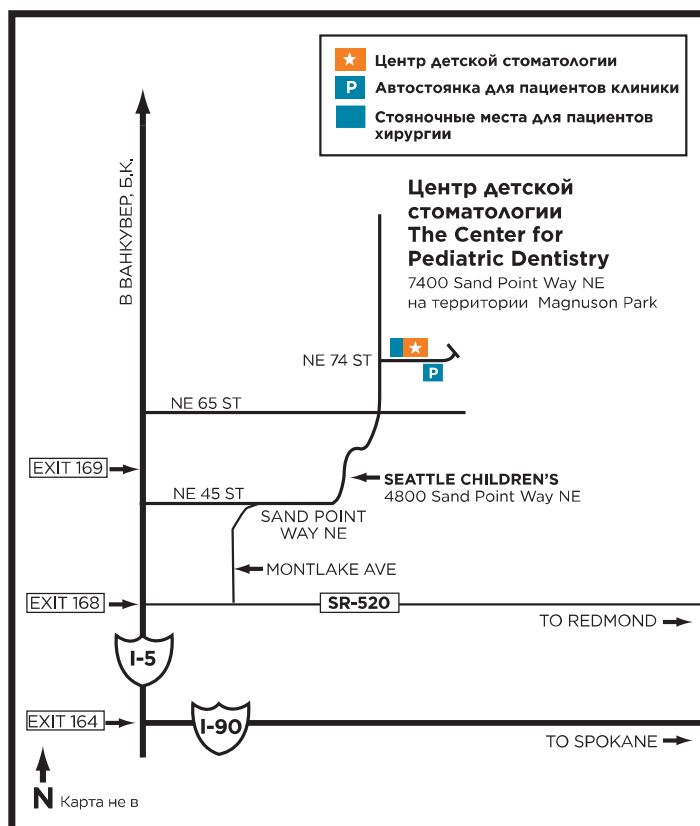 Центр детской стоматологии
P
Автостоянка для пациентов клиники
Стояночные места для пациентов
хирургии
В ВАНКУВЕР, Б.К.
Центр детской
стоматологии
The Center for
Pediatric Dentistry
7400 Sand Point Way NE
на территории Magnuson Park
NE 74 ST
P
NE 65 ST
EXIT 169
SEATTLE CHILDREN'S
4800 Sand Point Way NE
NE 45 ST
SAND POINT
WAY NE
MONTLAKE AVE
EXIT 168
SR-520
TO REDMOND
I-5
EXIT 164
I-90
TO SPOKANE
N Карта не в